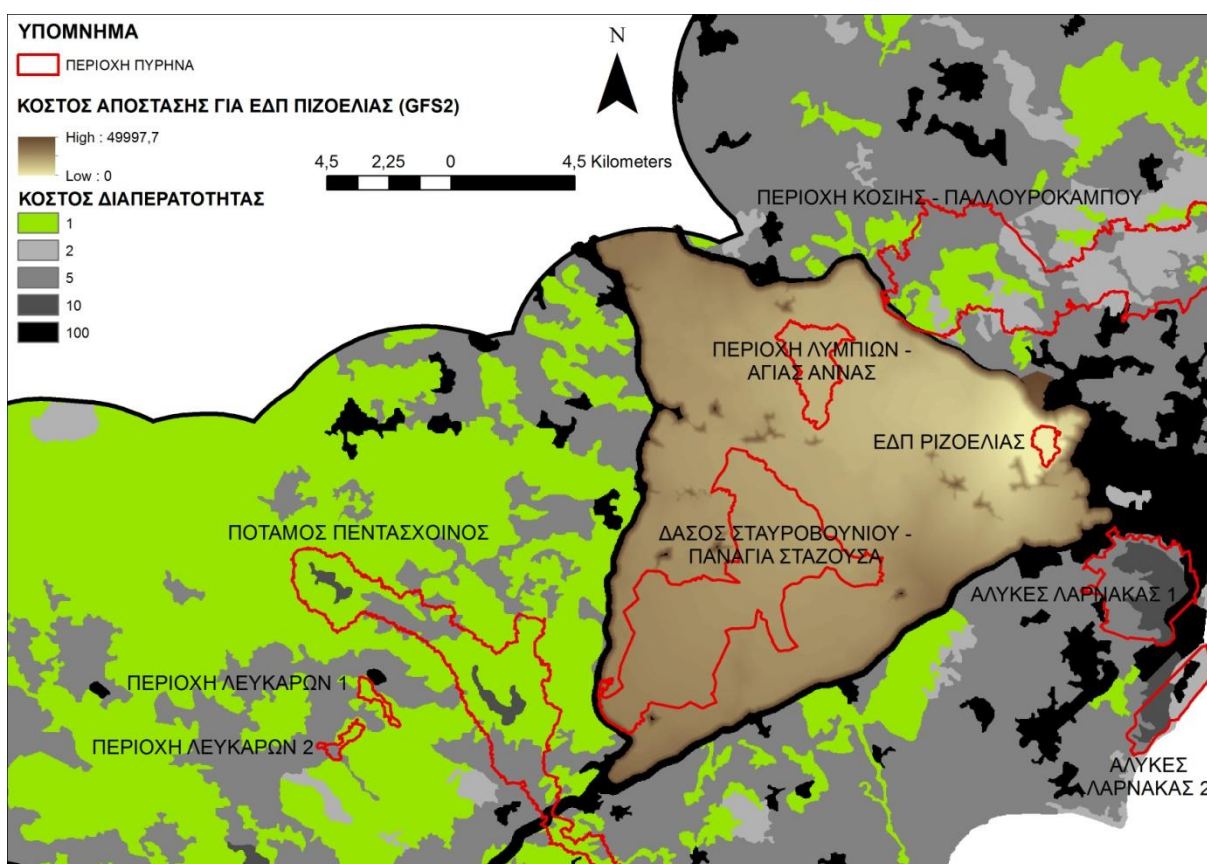 ΥΠΟΜΝΗΜΑ
ΠΕΡΙΟΧΗ ΠΥΡΗΝΑ
ΚΟΣΤΟΣ ΑΠΟΣΤΑΣΗΣ ΓΙΑ ΕΔΠ ΠΙΖΟΕΛΙΑΣ (GFS2)
High : 49997,7
Low : 0
ΚΟΣΤΟΣ ΔΙΑΠΕΡΑΤΟΤΗΤΑΣ
1
2
5
10
100
N
4,5 2,25 0 4,5 Kilometers
ΠΕΡΙΟΧΗ ΚΟΣΙΗΣ - ΠΑΛΛΟΥΡΟΚΑΜΠΟΥ
ΠΕΡΙΟΧΗ ΛΥΜΠΙΩΝ -
ΑΓΙΑΣ ΑΝΝΑΣ
ΕΔΠ ΡΙΖΟΕΛΙΑΣ
ΠΟΤΑΜΟΣ ΠΕΝΤΑΣΧΟΙΝΟΣ
ΔΑΣΟΣ ΣΤΑΥΡΟΒΟΥΝΙΟΥ -
ΠΑΝΑΓΙΑ ΣΤΑΖΟΥΣΑ
ΑΛΥΚΕΣ ΛΑΡΝΑΚΑΣ 1
ΠΕΡΙΟΧΗ ΛΕΥΚΑΡΩΝ 1
ΠΕΡΙΟΧΗ ΛΕΥΚΑΡΩΝ 2
ΑΛΥΚΕΣ
ΛΑΡΝΑΚΑΣ 2